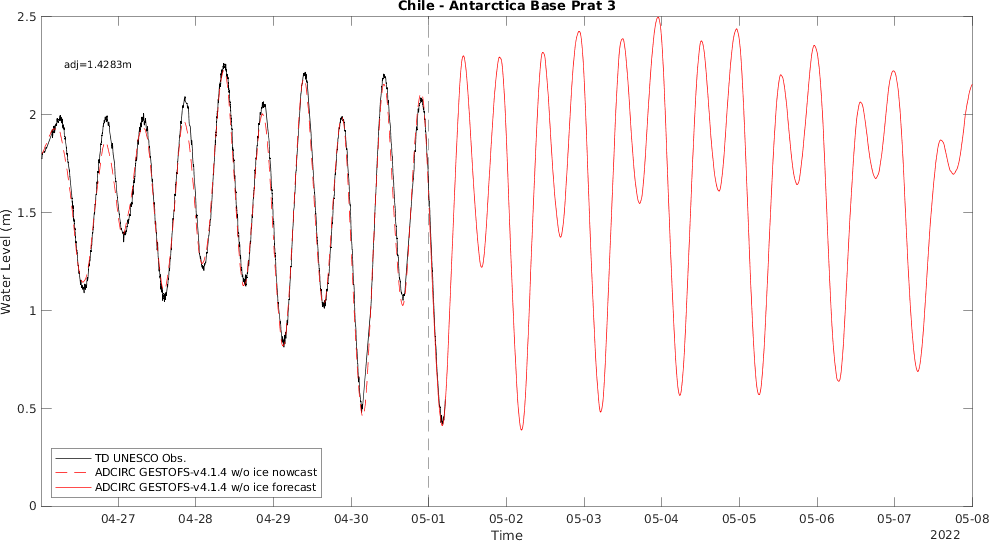 Chile - Antarctica Base Prat 3
2.5
adj=1.4283m
2
1.5
Water Level (m)
1
0.5
TD UNESCO Obs.
ADCIRC GESTOFS-v4.1.4 w/o ice nowcast
ADCIRC GESTOFS-v4.1.4 w/o ice forecast
0
04-27 04-28 04-29 04-30 05-01 05-02 05-03 05-04 05-05 05-06 05-07 05-08
Time
2022